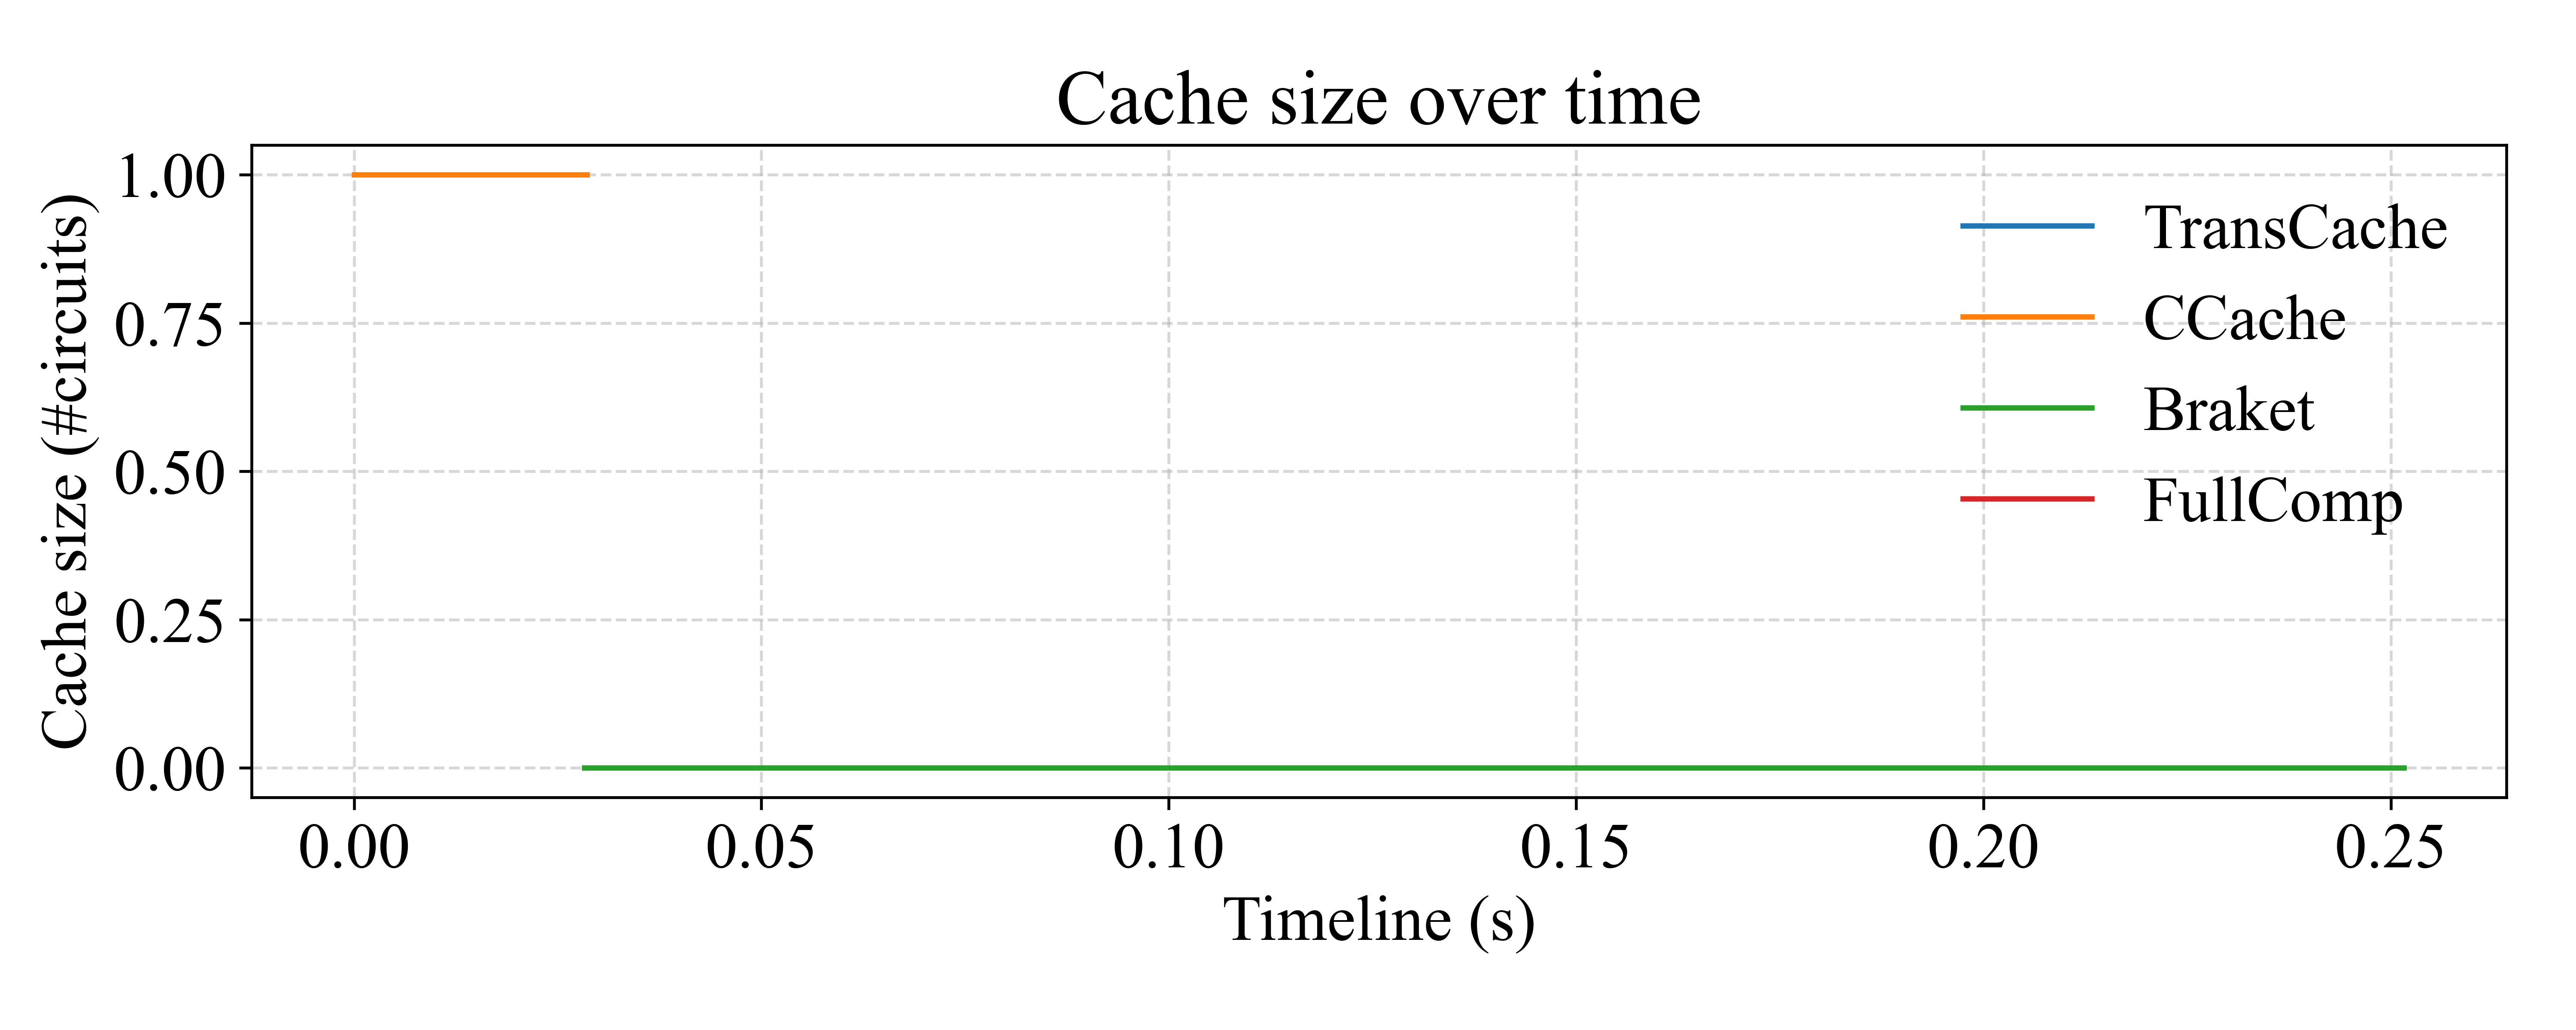 Cache size over time
Cache size (#circuits)
1.00
0.75
0.50
0.25
0.00
TransCache
CCache
Braket
FullComp
0.00 0.05 0.10 0.15 0.20 0.25
Timeline (s)